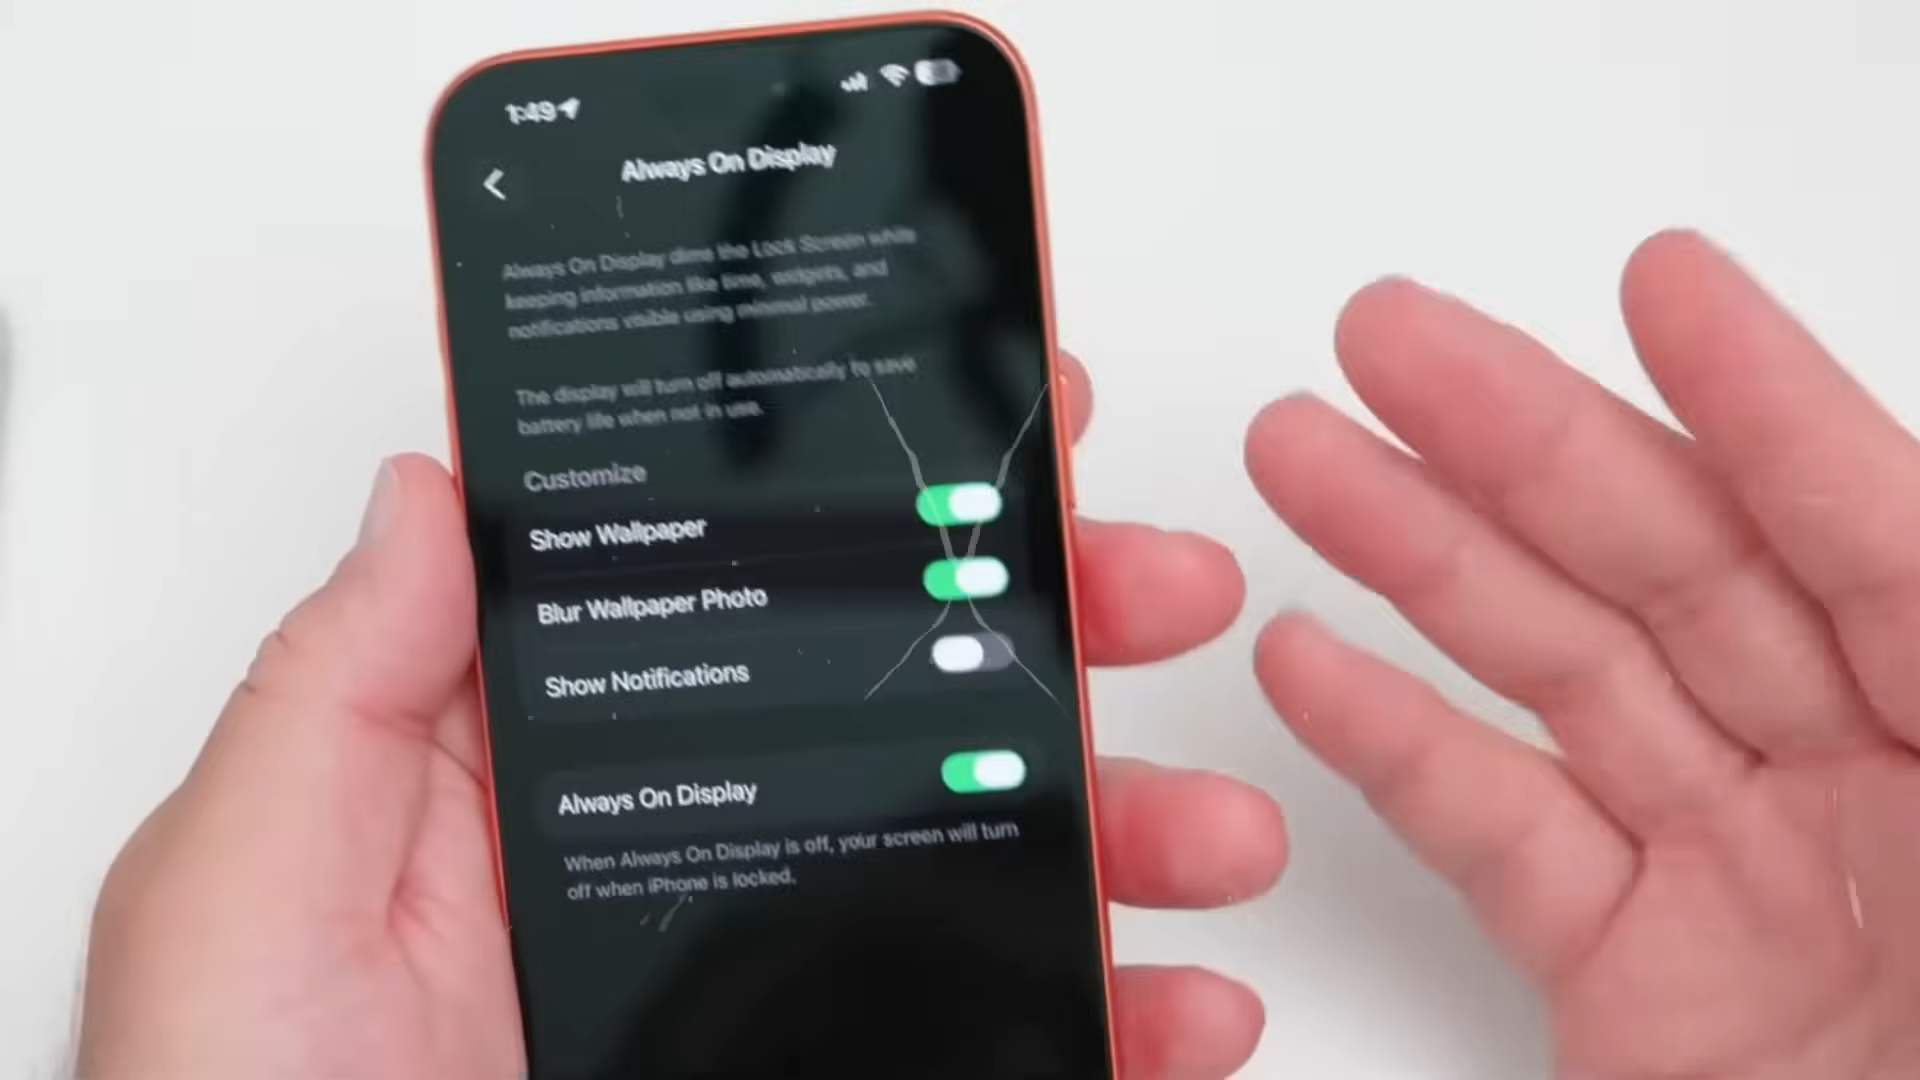 1:49
Always On Display
Always On Display dims the Lock Screen while
keeping information like time, widgets, and
notifications visible using minimal power.
The display will turn off automatically to save
battery life when not in use.
Customize
Show Wallpaper
Blur Wallpaper Photo
Show Notifications
Always On Display
When Always On Display is off, your screen will turn
off when iPhone is locked.